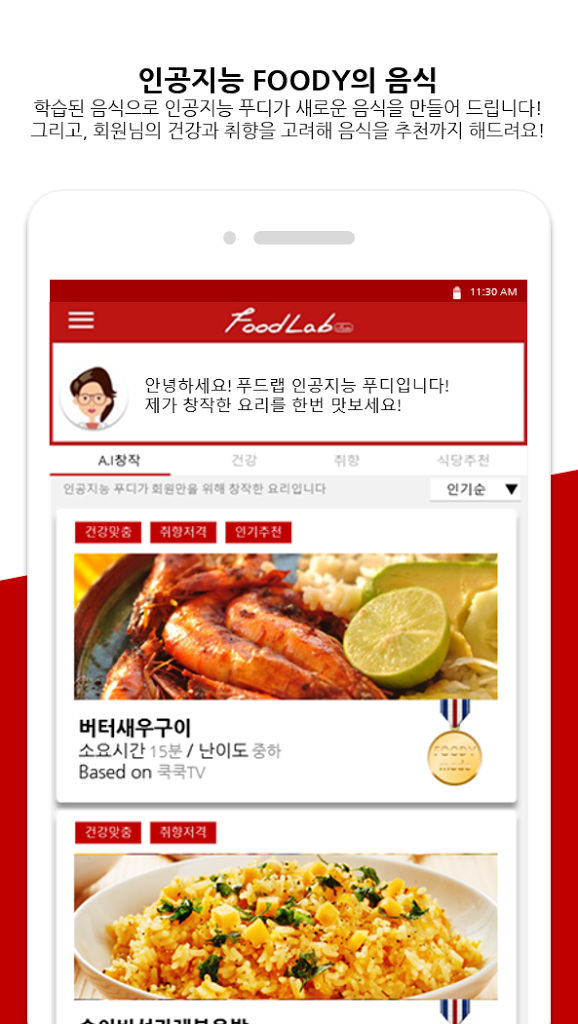 인공지능 FOODY의 음식
학습된 음식으로 인공지능 푸디가 새로운 음식을 만들어 드립니다!
그리고, 회원님의 건강과 취향을 고려해 음식을 추천까지 해드려요!
11:30 AM
FoodLab
안녕하세요! 푸드랩 인공지능 푸디입니다!
제가 창작한 요리를 한번 맛보세요!
A.I창작 건강 취향 식당추천
인공지능 푸디가 회원만을 위해 창작한 요리입니다 인기순 ▼
건강맞춤 취향저격 인기추천
버터새우구이
소요시간 15분 / 난이도 중하
Based on 쿡쿡TV
FOODY
made
건강맞춤 취향저격